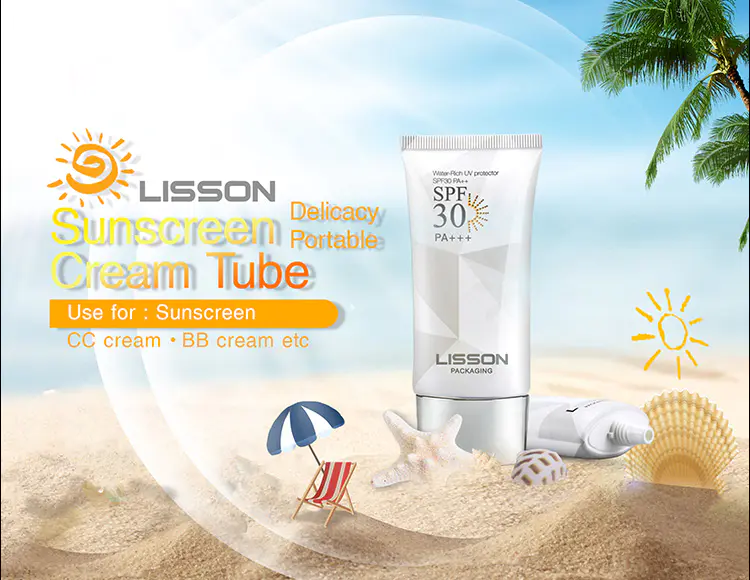 LISSON
Sunscreen
Delicacy
Portable
Cream Tube
Use for : Sunscreen
CC cream • BB cream etc
Water-Rich UV protector
SPF30 PA++
SPF
30
PA+++
LISSON
PACKAGING